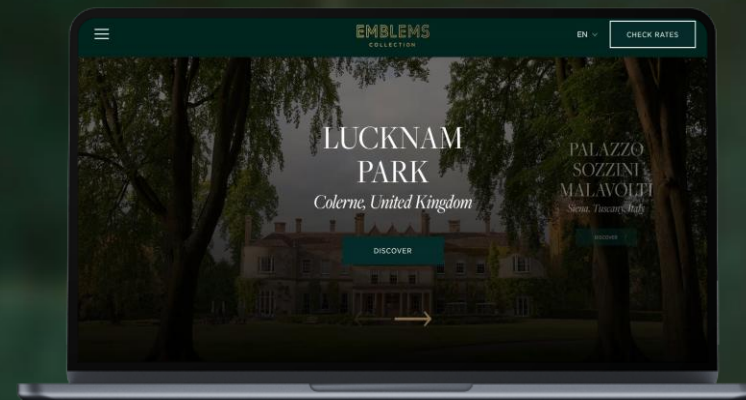 EMBLEMS
COLLECTION
EN
CHECK RATES
LUCKNAM
PARK
Colerne, United Kingdom
DISCOVER
PALAZZO
SOZZINI
MALAVOLTI
Siena, Tuscany, Italy
DISCOVER